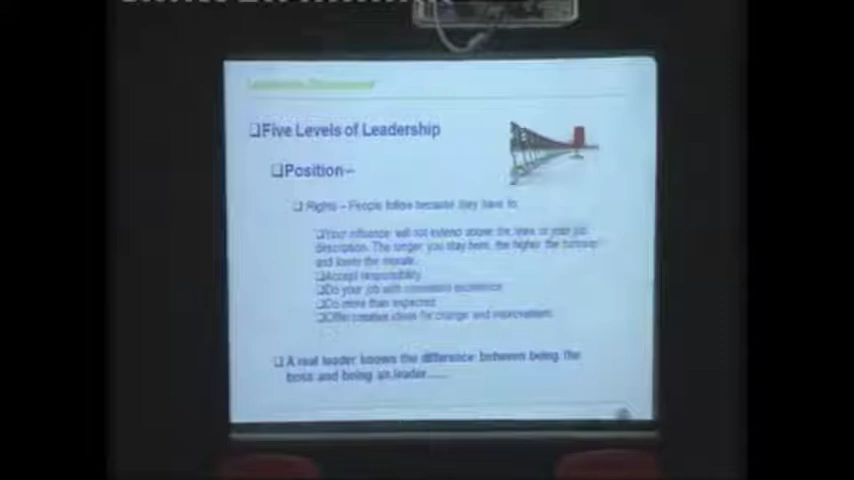 ❑Five Levels of Leadership
❑Position–
❑ Rights – People follow because they have to.
❑Your influence will not extend above the lines of your job
description. The longer you stay here, the higher the turnover
and lower the morale.
❑Accept responsibility
❑Do your job with consistent excellence
❑Do more than expected
❑Offer creative ideas for change and improvement
❑ A real leader knows the difference between being the
boss and being an leader......